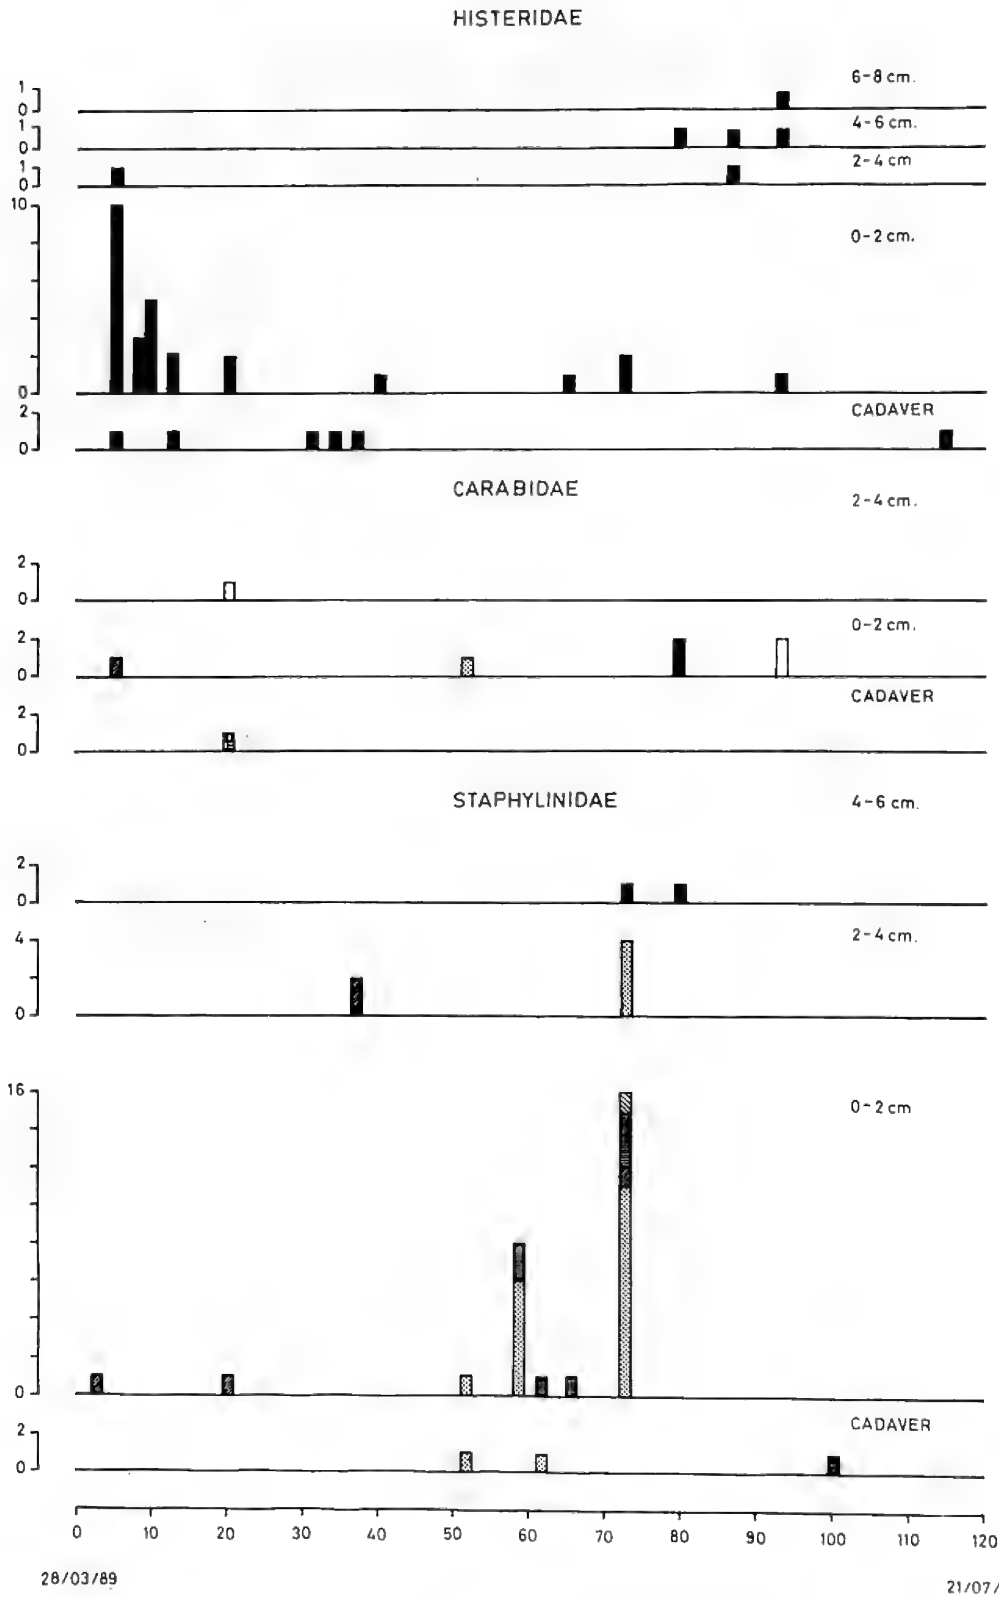 HISTERIDAE
6-8 cm.
1
0
4-6 cm.
1
0
2-4 cm
1
0
10
0-2 cm.
0
CADAVER
2
0
CARABIDAE
2-4 cm.
2
0
0-2 cm.
2
0
CADAVER
2
0
STAPHYLINIDAE
4-6 cm.
2
0
2-4 cm.
4
0
16
0-2 cm
0
CADAVER
2
0
0 10 20 30 40 50 60 70 80 90 100 110 120
28/03/89
21/07/